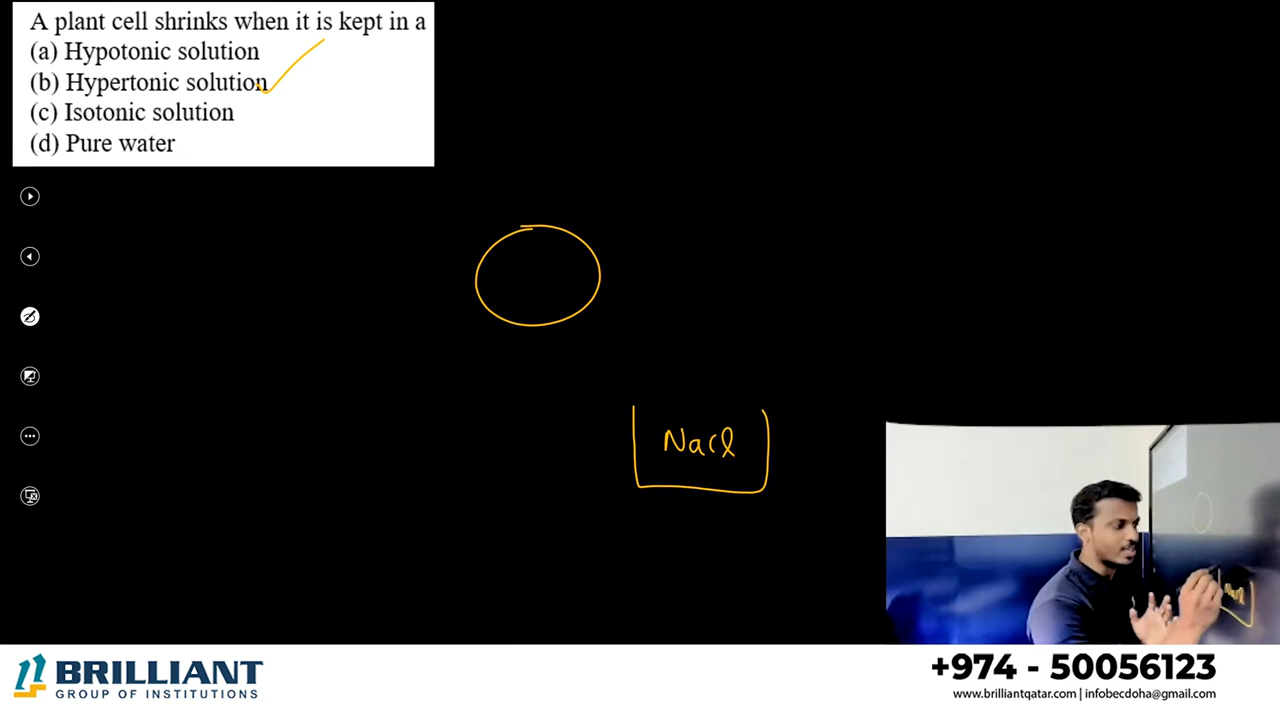 A plant cell shrinks when it is kept in a
(a) Hypotonic solution
(b) Hypertonic solution
(c) Isotonic solution
(d) Pure water
Nacl
Nacl
BRILLIANT
GROUP OF INSTITUTIONS
+974 - 50056123
www.brilliantqatar.com | infobecdoha@gmail.com